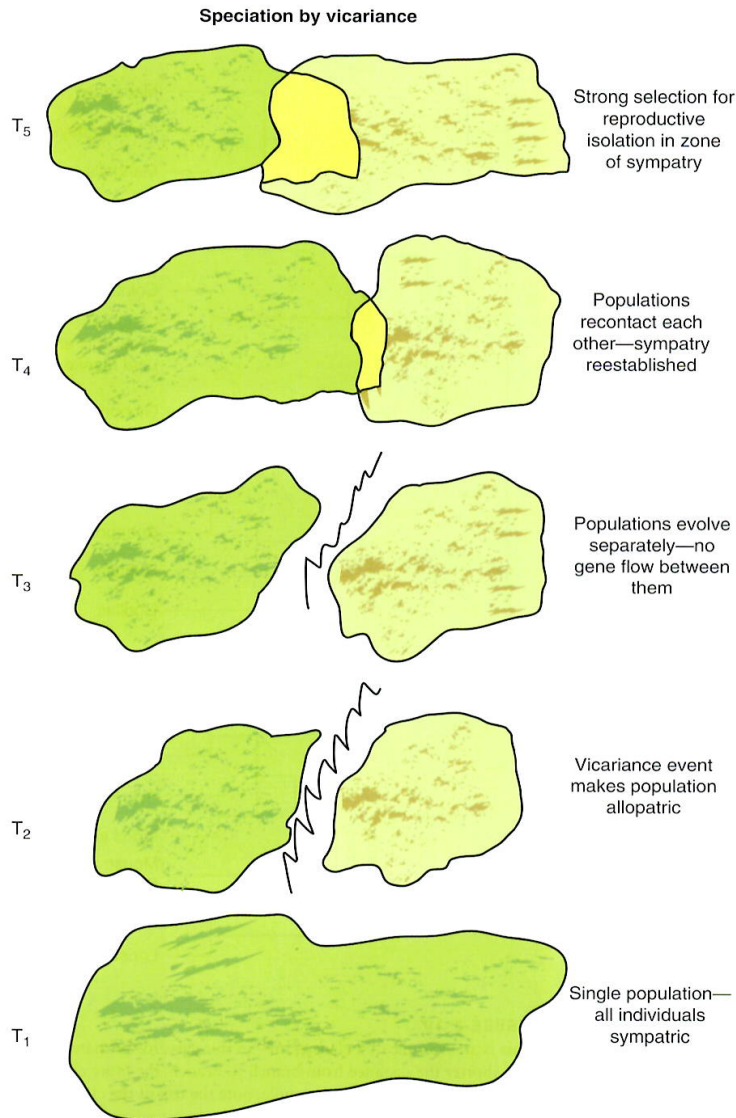 Speciation by vicariance
T5
Strong selection for
reproductive
isolation in zone
of sympatry
T4
Populations
recontact each
other—sympatry
reestablished
T3
Populations evolve
separately—no
gene flow between
them
T2
Vicariance event
makes population
allopatric
T1
Single population—
all individuals
sympatric